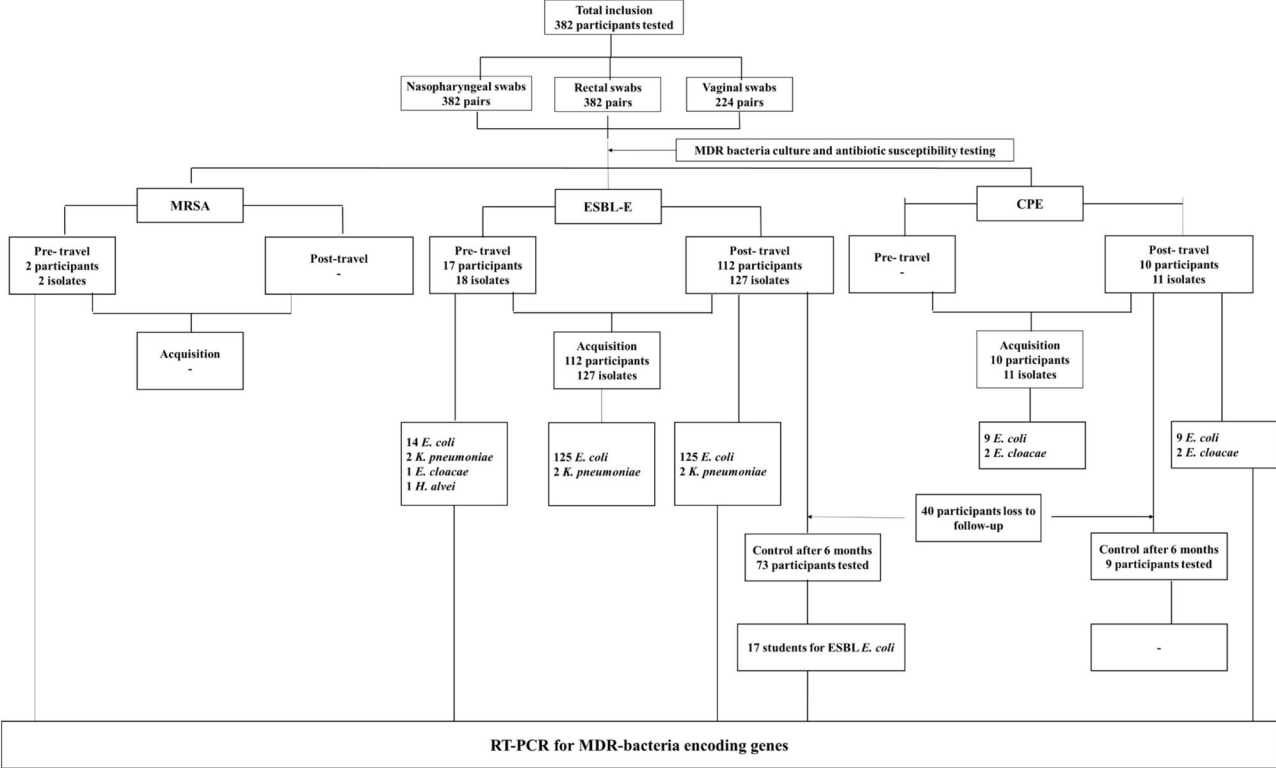 Total inclusion
382 participants tested
Nasopharyngeal swabs
382 pairs
Rectal swabs
382 pairs
Vaginal swabs
224 pairs
MDR bacteria culture and antibiotic susceptibility testing
MRSA
ESBL-E
CPE
Pre- travel
2 participants
2 isolates
Post-travel
-
Pre- travel
17 participants
18 isolates
Post- travel
112 participants
127 isolates
Pre- travel
-
Post- travel
10 participants
11 isolates
Acquisition
-
Acquisition
112 participants
127 isolates
Acquisition
10 participants
11 isolates
14 E. coli
2 K. pneumoniae
1 E. cloacae
1 H. alvei
125 E. coli
2 K. pneumoniae
125 E. coli
2 K. pneumoniae
9 E. coli
2 E. cloacae
9 E. coli
2 E. cloacae
40 participants loss to
follow-up
Control after 6 months
73 participants tested
Control after 6 months
9 participants tested
17 students for ESBL E. coli
-
RT-PCR for MDR-bacteria encoding genes